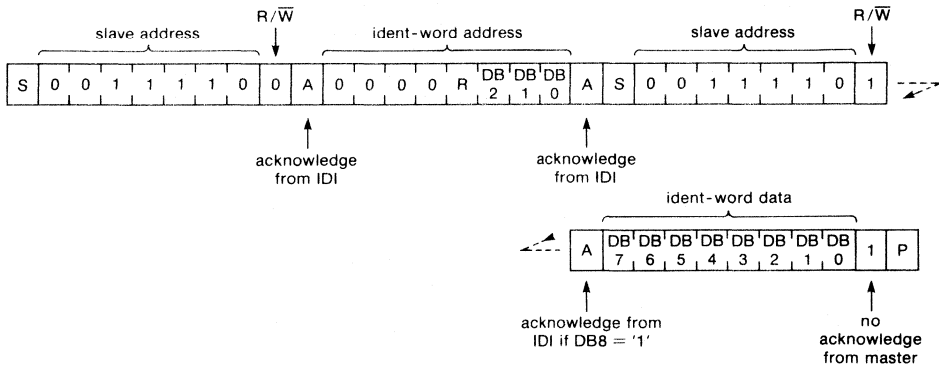 R/W̅ R/W̅
slave address ident-word address slave address
S 0 0 1 1 1 1 0 0 A 0 0 0 0 R DB 2 DB 1 DB 0 A S 0 0 1 1 1 1 0 1
acknowledge from IDI
acknowledge from IDI
ident-word data
A DB 7 DB 6 DB 5 DB 4 DB 3 DB 2 DB 1 DB 0 1 P
acknowledge from
IDI if DB8 = '1'
no
acknowledge
from master